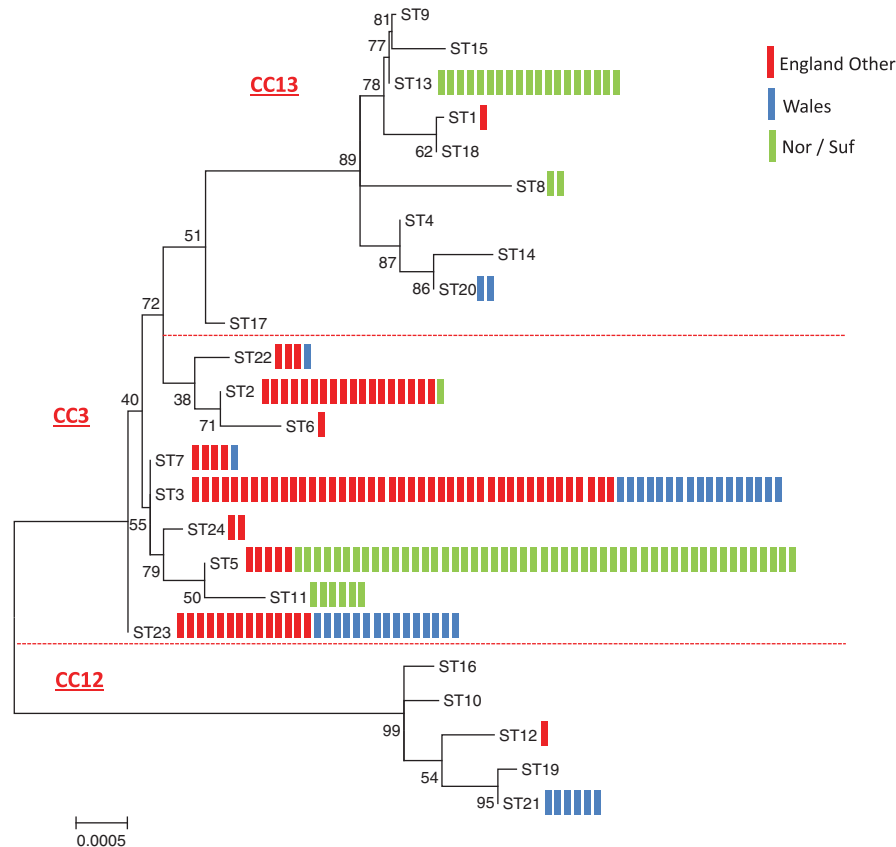 81 ST9
77 ST15
England Other
CC13 78 ST13
Wales
ST1
89 62 ST18
Nor / Suf
ST8
ST4
51 87 ST14
86 ST20
72 ST17
ST22
40 38 ST2
CC3 71 ST6
ST7
ST3
55 ST24
79 ST5
50 ST11
ST23
CC12 ST16
ST10
99 ST12
54 ST19
95 ST21
0.0005